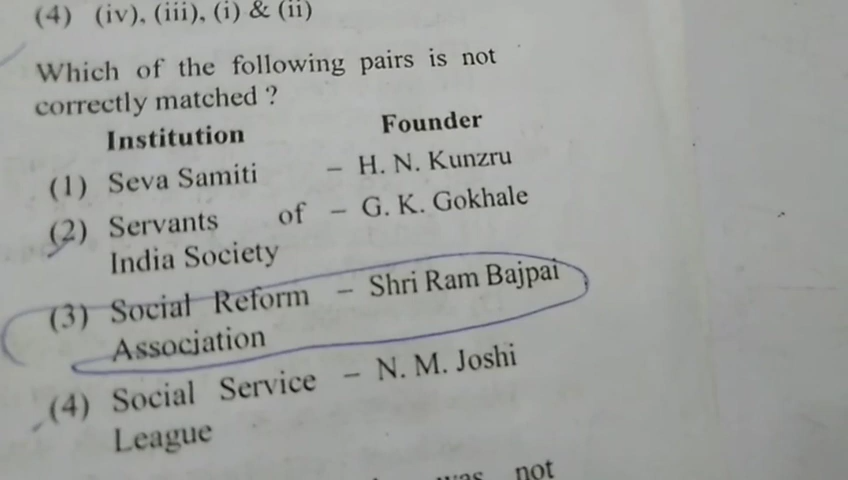 (4) (iv), (iii), (i) & (ii)
Which of the following pairs is not
correctly matched ?
Institution Founder
(1) Seva Samiti – H. N. Kunzru
(2) Servants of – G. K. Gokhale
India Society
(3) Social Reform – Shri Ram Bajpai
Association
(4) Social Service – N. M. Joshi
League
was not